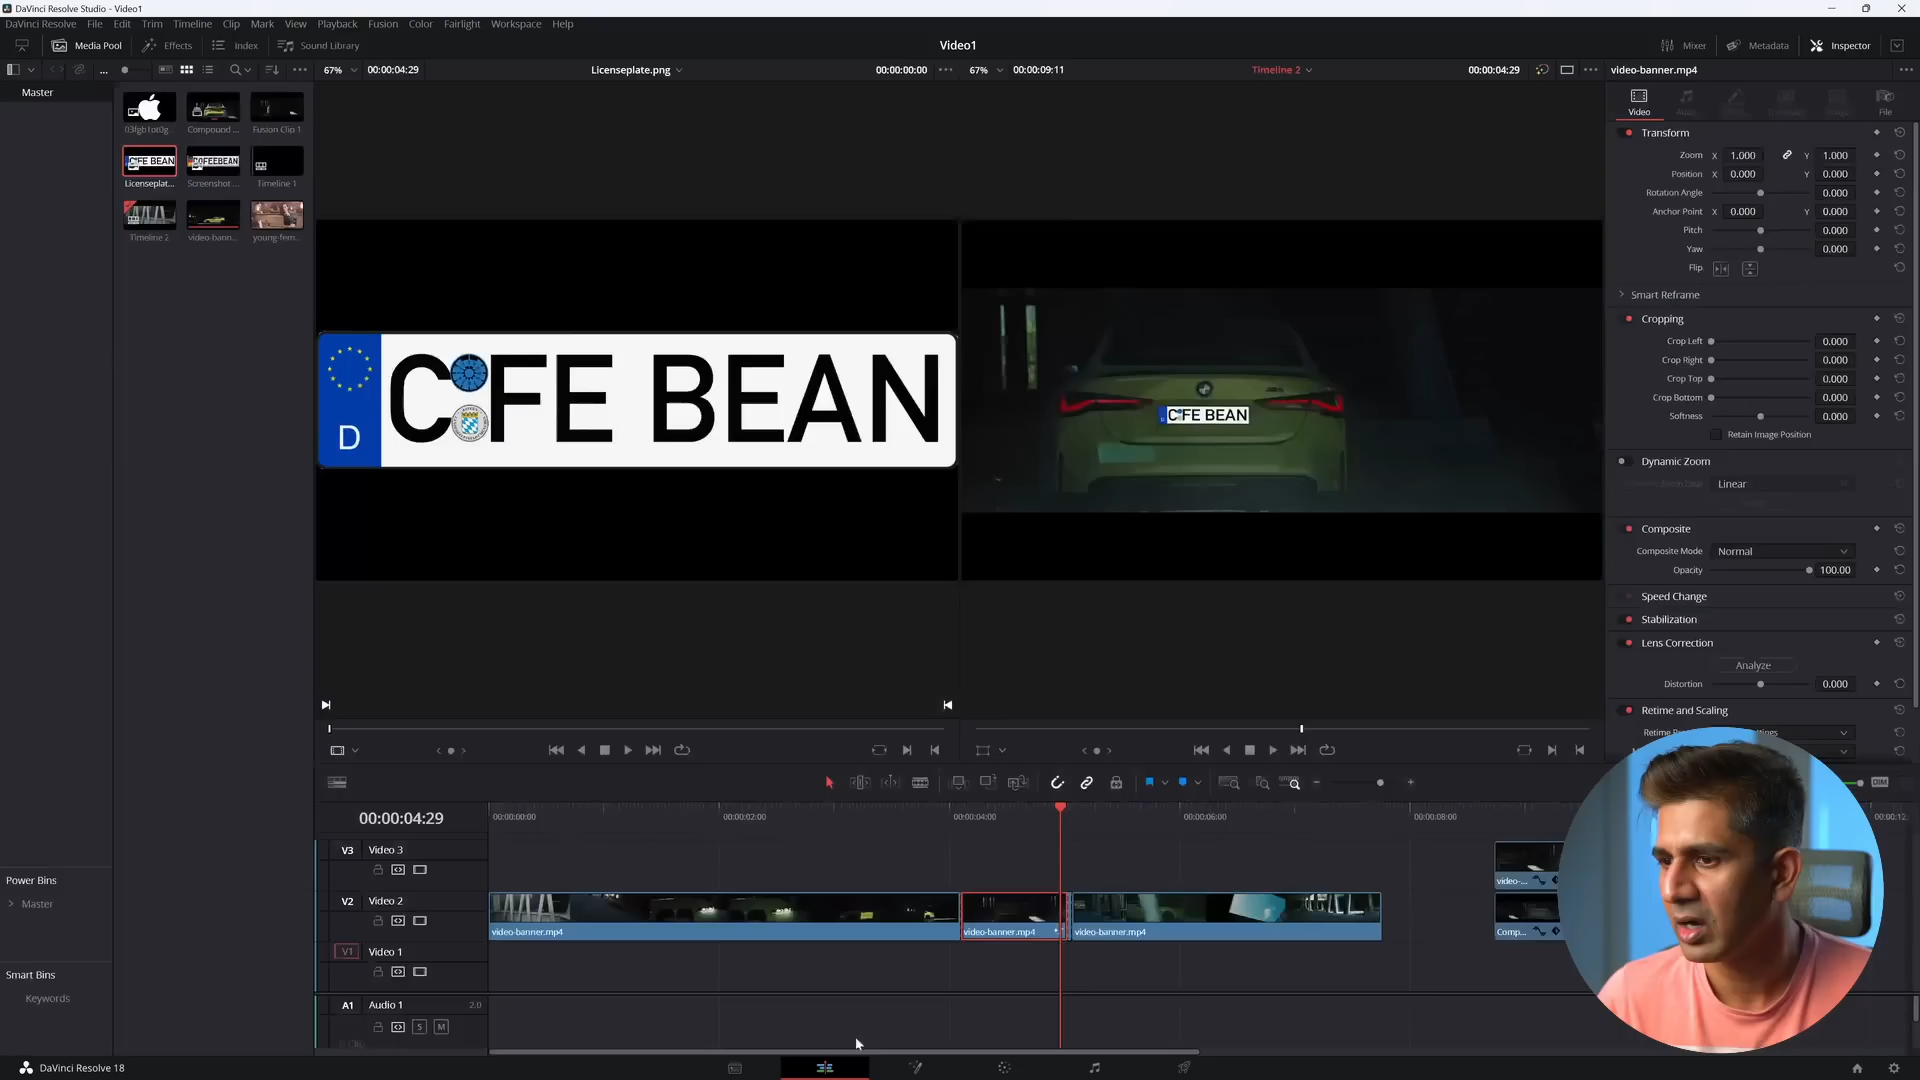 DaVinci Resolve Studio - Video1
DaVinci Resolve File Edit Trim Timeline Clip Mark View Playback Fusion Color Fairlight Workspace Help
Media Pool Effects Index Sound Library Video1 Mixer Metadata Inspector
67% 00:00:04:29 Licenseplate.png 00:00:00:00 67% 00:00:09:11 Timeline 2 00:00:04:29 video-banner.mp4
Master
Compound ... Fusion Clip 1
Licenseplat... Screenshot ... Timeline 1
Timeline 2 video-bann... young-fem...
D
C FE BEAN
C FE BEAN
Video File
Transform
Zoom X 1.000 Y 1.000
Position X 0.000 Y 0.000
Rotation Angle 0.000
Anchor Point X 0.000 Y 0.000
Pitch 0.000
Yaw 0.000
Flip
Smart Reframe
Cropping
Crop Left 0.000
Crop Right 0.000
Crop Top 0.000
Crop Bottom 0.000
Softness 0.000
Retain Image Position
Dynamic Zoom
Linear
Composite
Composite Mode Normal
Opacity 100.00
Speed Change
Stabilization
Lens Correction
Analyze
Distortion 0.000
Retime and Scaling
DIM
00:00:04:29
00:00:00:00 00:00:02:00 00:00:04:00 00:00:06:00 00:00:08:00 00:00:12:
V3 Video 3
video-...
V2 Video 2
video-banner.mp4 video-banner.mp4 video-banner.mp4 Comp...
V1 Video 1
A1 Audio 1 2.0
S M
Power Bins
Master
Smart Bins
Keywords
DaVinci Resolve 18